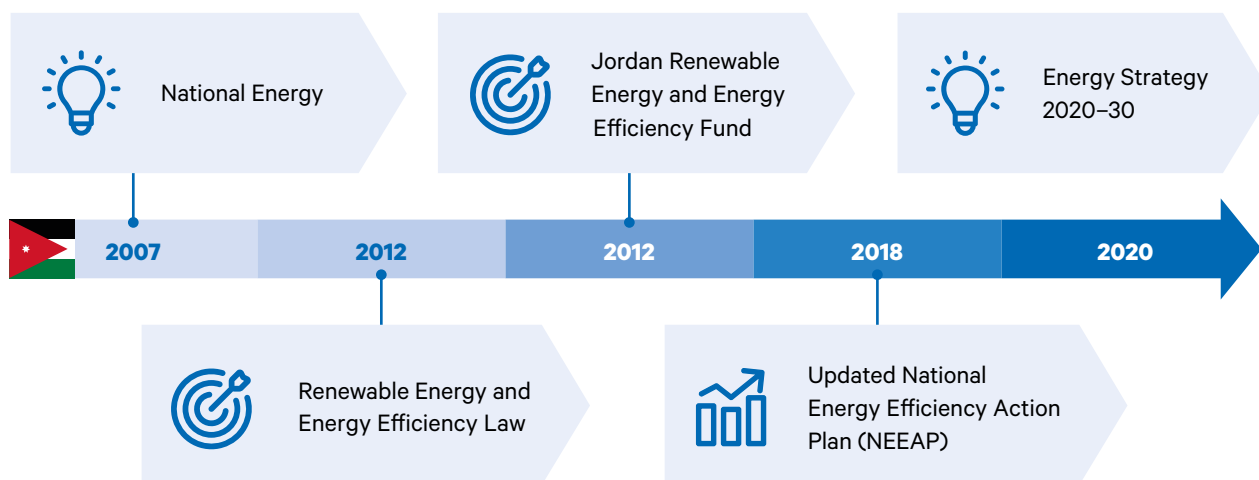 National Energy
Jordan Renewable
Energy and Energy
Efficiency Fund
Energy Strategy
2020–30
2007
2012
2012
2018
2020
Renewable Energy and
Energy Efficiency Law
Updated National
Energy Efficiency Action
Plan (NEEAP)